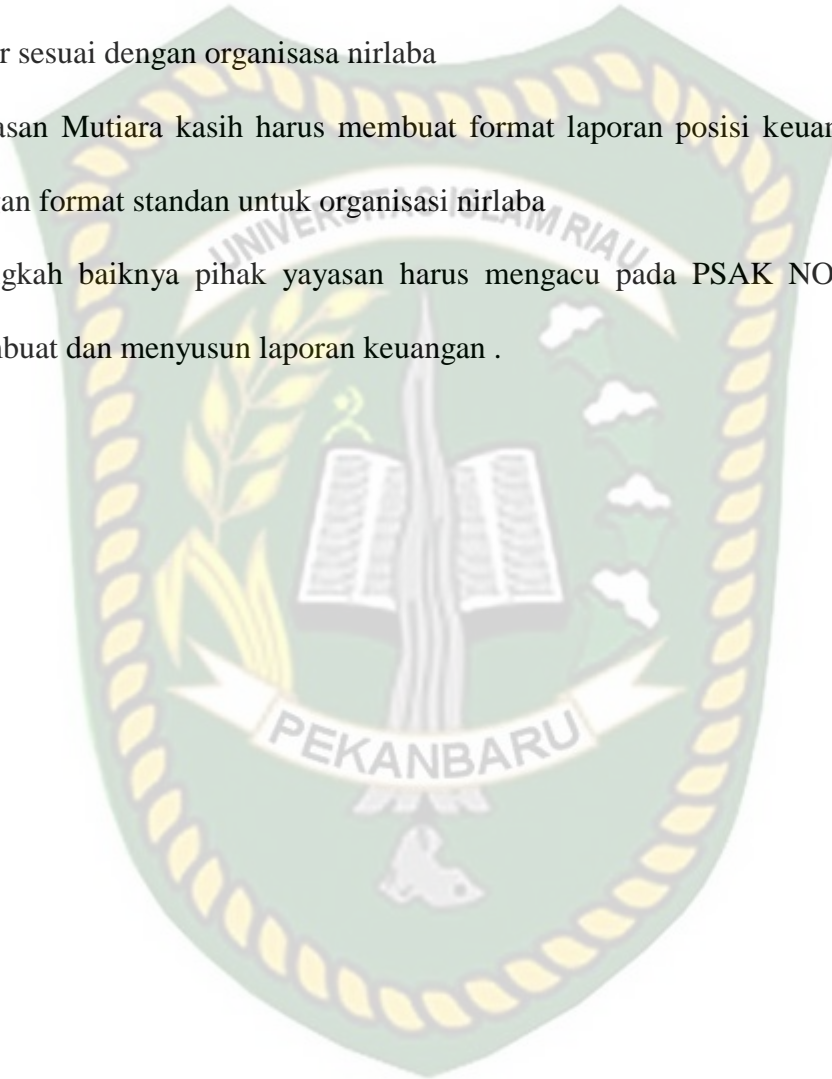 r sesuai dengan organisasa nirlaba
asan Mutiara kasih harus membuat format laporan posisi keuan
an format standan untuk organisasi nirlaba
UNIVERSITAS ISLAM RIAU
gkah baiknya pihak yayasan harus mengacu pada PSAK NO
buat dan menyusun laporan keuangan .
PEKANBARU